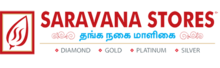 SARAVANA STORES
தங்க நகை மாளிகை
DIAMOND • GOLD • PLATINUM • SILVER